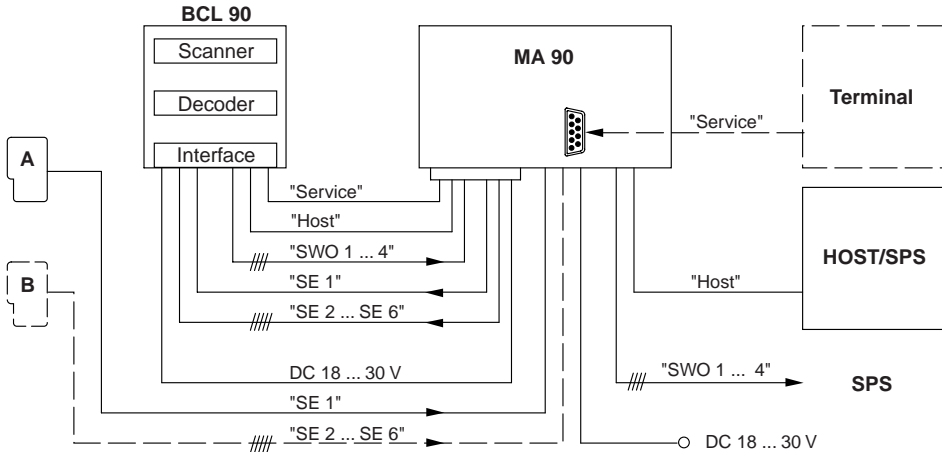 BCL 90
Scanner
Decoder
Interface
MA 90
Terminal
"Service"
A
"Service"
"Host"
"SWO 1 ... 4"
HOST/SPS
B
"SE 1"
"Host"
"SE 2 ... SE 6"
DC 18 ... 30 V
"SWO 1 ... 4"
SPS
"SE 1"
"SE 2 ... SE 6"
DC 18 ... 30 V